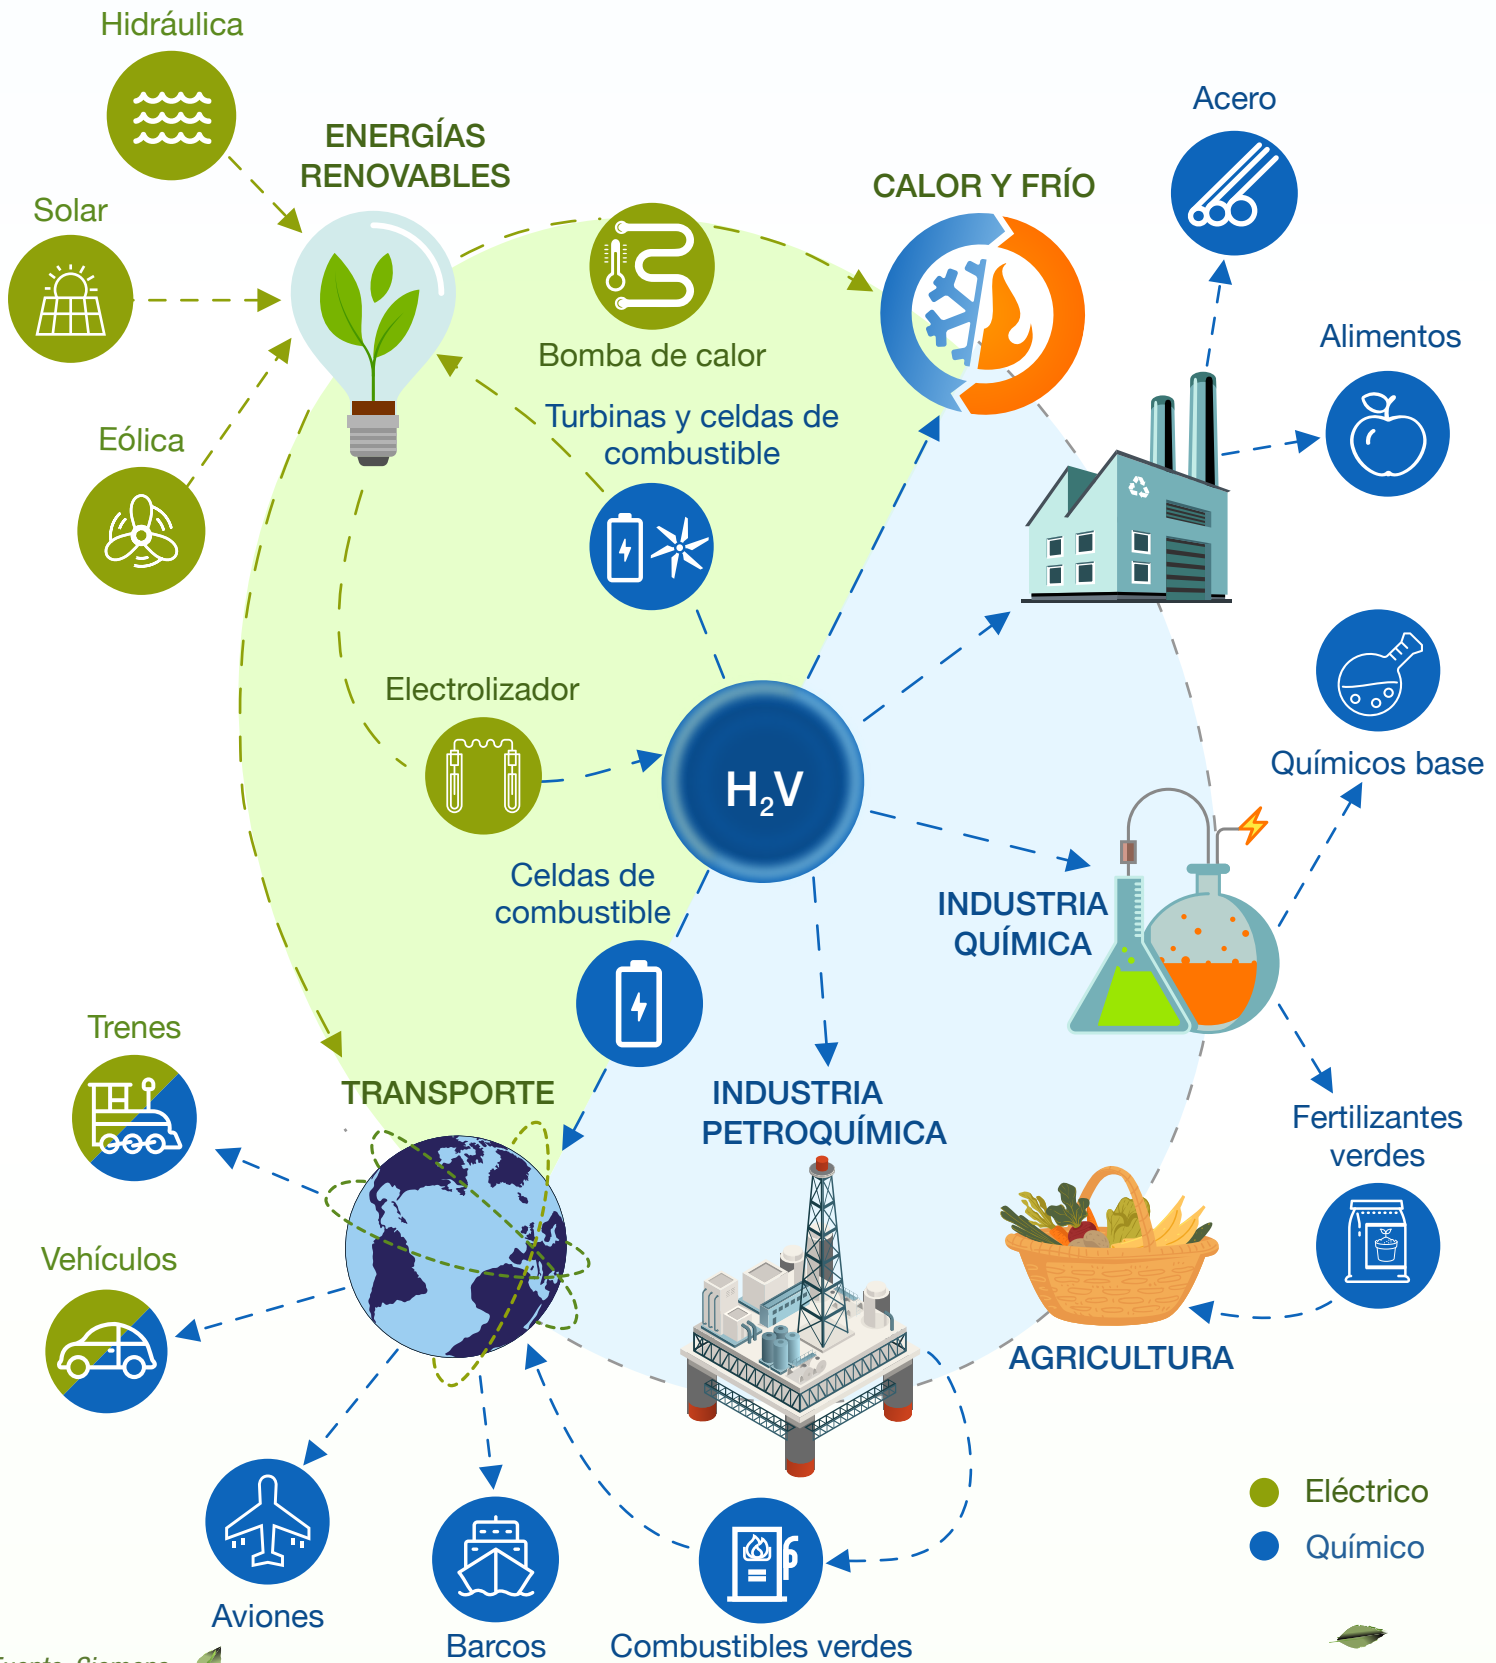 Hidráulica
ENERGÍAS
RENOVABLES
Acero
CALOR Y FRÍO
Solar
Alimentos
Bomba de calor
Turbinas y celdas de
combustible
Eólica
Electrolizador
H₂V
Químicos base
Celdas de
combustible
INDUSTRIA
QUÍMICA
Trenes
TRANSPORTE
INDUSTRIA
PETROQUÍMICA
Fertilizantes
verdes
Vehículos
AGRICULTURA
Eléctrico
Químico
Aviones
Barcos
Combustibles verdes